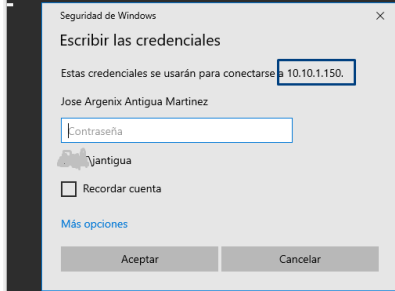 Seguridad de Windows
Escribir las credenciales
Estas credenciales se usarán para conectarse a 10.10.1.150.
Jose Argenix Antigua Martinez
Contraseña
\jantigua
Recordar cuenta
Más opciones
Aceptar
Cancelar